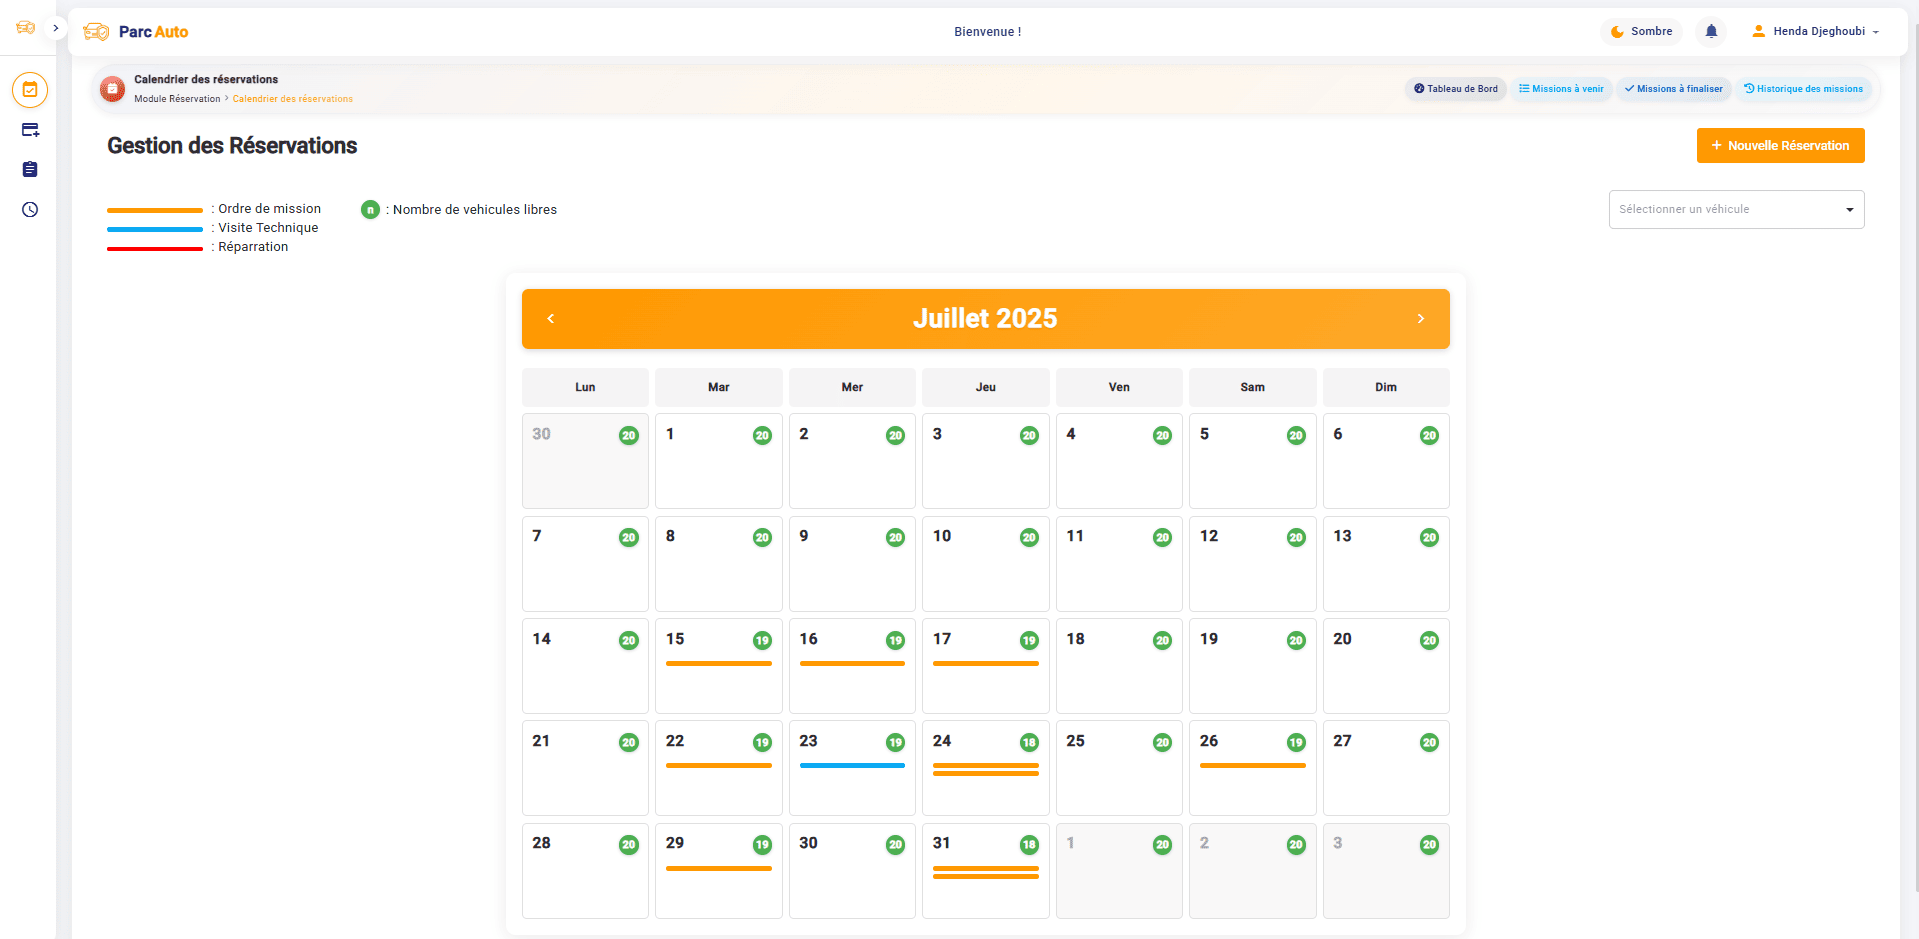 Parc Auto
Bienvenue !
Sombre
Henda Djeghoubi
Calendrier des réservations
Module Réservation > Calendrier des réservations
Tableau de Bord
Missions à venir
Missions à finaliser
Historique des missions
Gestion des Réservations
+ Nouvelle Réservation
: Ordre de mission
n : Nombre de vehicules libres
Sélectionner un véhicule
: Visite Technique
: Réparration
Juillet 2025
Lun Mar Mer Jeu Ven Sam Dim
30 20 1 20 2 20 3 20 4 20 5 20 6 20
7 20 8 20 9 20 10 20 11 20 12 20 13 20
14 20 15 19 16 19 17 19 18 20 19 20 20 20
21 20 22 19 23 19 24 18 25 20 26 19 27 20
28 20 29 19 30 20 31 18 1 20 2 20 3 20